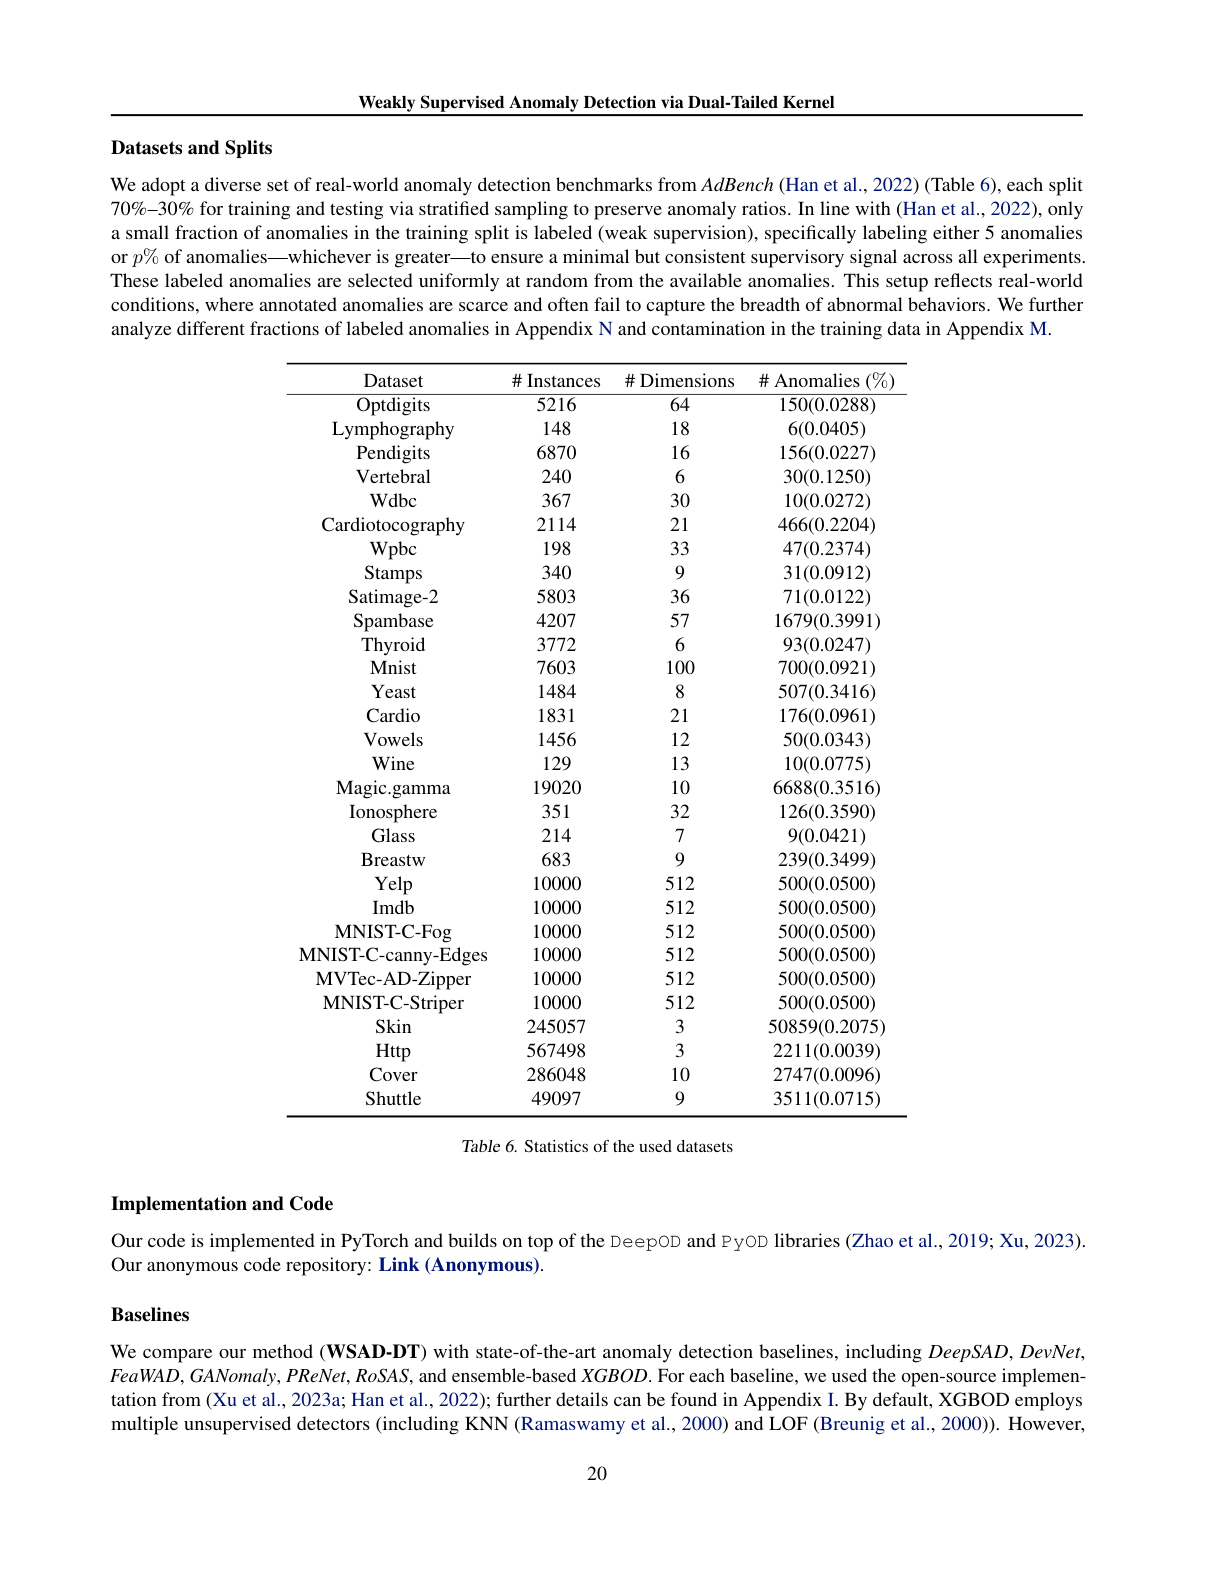 Weakly Supervised Anomaly Detection via Dual-Tailed Kernel
Datasets and Splits
We adopt a diverse set of real-world anomaly detection benchmarks from AdBench (Han et al., 2022) (Table 6), each split
70%–30% for training and testing via stratified sampling to preserve anomaly ratios. In line with (Han et al., 2022), only
a small fraction of anomalies in the training split is labeled (weak supervision), specifically labeling either 5 anomalies
or p% of anomalies—whichever is greater—to ensure a minimal but consistent supervisory signal across all experiments.
These labeled anomalies are selected uniformly at random from the available anomalies. This setup reflects real-world
conditions, where annotated anomalies are scarce and often fail to capture the breadth of abnormal behaviors. We further
analyze different fractions of labeled anomalies in Appendix N and contamination in the training data in Appendix M.
Dataset # Instances # Dimensions # Anomalies (%)
Optdigits 5216 64 150(0.0288)
Lymphography 148 18 6(0.0405)
Pendigits 6870 16 156(0.0227)
Vertebral 240 6 30(0.1250)
Wdbc 367 30 10(0.0272)
Cardiotocography 2114 21 466(0.2204)
Wpbc 198 33 47(0.2374)
Stamps 340 9 31(0.0912)
Satimage-2 5803 36 71(0.0122)
Spambase 4207 57 1679(0.3991)
Thyroid 3772 6 93(0.0247)
Mnist 7603 100 700(0.0921)
Yeast 1484 8 507(0.3416)
Cardio 1831 21 176(0.0961)
Vowels 1456 12 50(0.0343)
Wine 129 13 10(0.0775)
Magic.gamma 19020 10 6688(0.3516)
Ionosphere 351 32 126(0.3590)
Glass 214 7 9(0.0421)
Breastw 683 9 239(0.3499)
Yelp 10000 512 500(0.0500)
Imdb 10000 512 500(0.0500)
MNIST-C-Fog 10000 512 500(0.0500)
MNIST-C-canny-Edges 10000 512 500(0.0500)
MVTec-AD-Zipper 10000 512 500(0.0500)
MNIST-C-Striper 10000 512 500(0.0500)
Skin 245057 3 50859(0.2075)
Http 567498 3 2211(0.0039)
Cover 286048 10 2747(0.0096)
Shuttle 49097 9 3511(0.0715)
Table 6. Statistics of the used datasets
Implementation and Code
Our code is implemented in PyTorch and builds on top of the DeepOD and PyOD libraries (Zhao et al., 2019; Xu, 2023).
Our anonymous code repository: Link (Anonymous).
Baselines
We compare our method (WSAD-DT) with state-of-the-art anomaly detection baselines, including DeepSAD, DevNet,
FeaWAD, GANomaly, PReNet, RoSAS, and ensemble-based XGBOD. For each baseline, we used the open-source implemen-
tation from (Xu et al., 2023a; Han et al., 2022); further details can be found in Appendix I. By default, XGBOD employs
multiple unsupervised detectors (including KNN (Ramaswamy et al., 2000) and LOF (Breunig et al., 2000)). However,
20